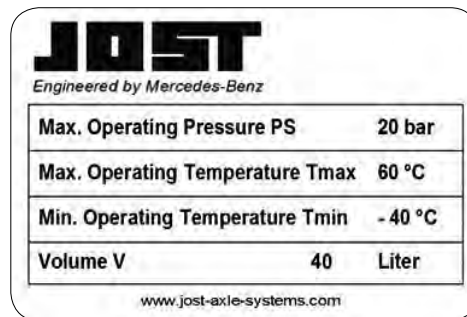 JOST
Engineered by Mercedes-Benz
Max. Operating Pressure PS 20 bar
Max. Operating Temperature Tmax 60 °C
Min. Operating Temperature Tmin - 40 °C
Volume V 40 Liter
www.jost-axle-systems.com